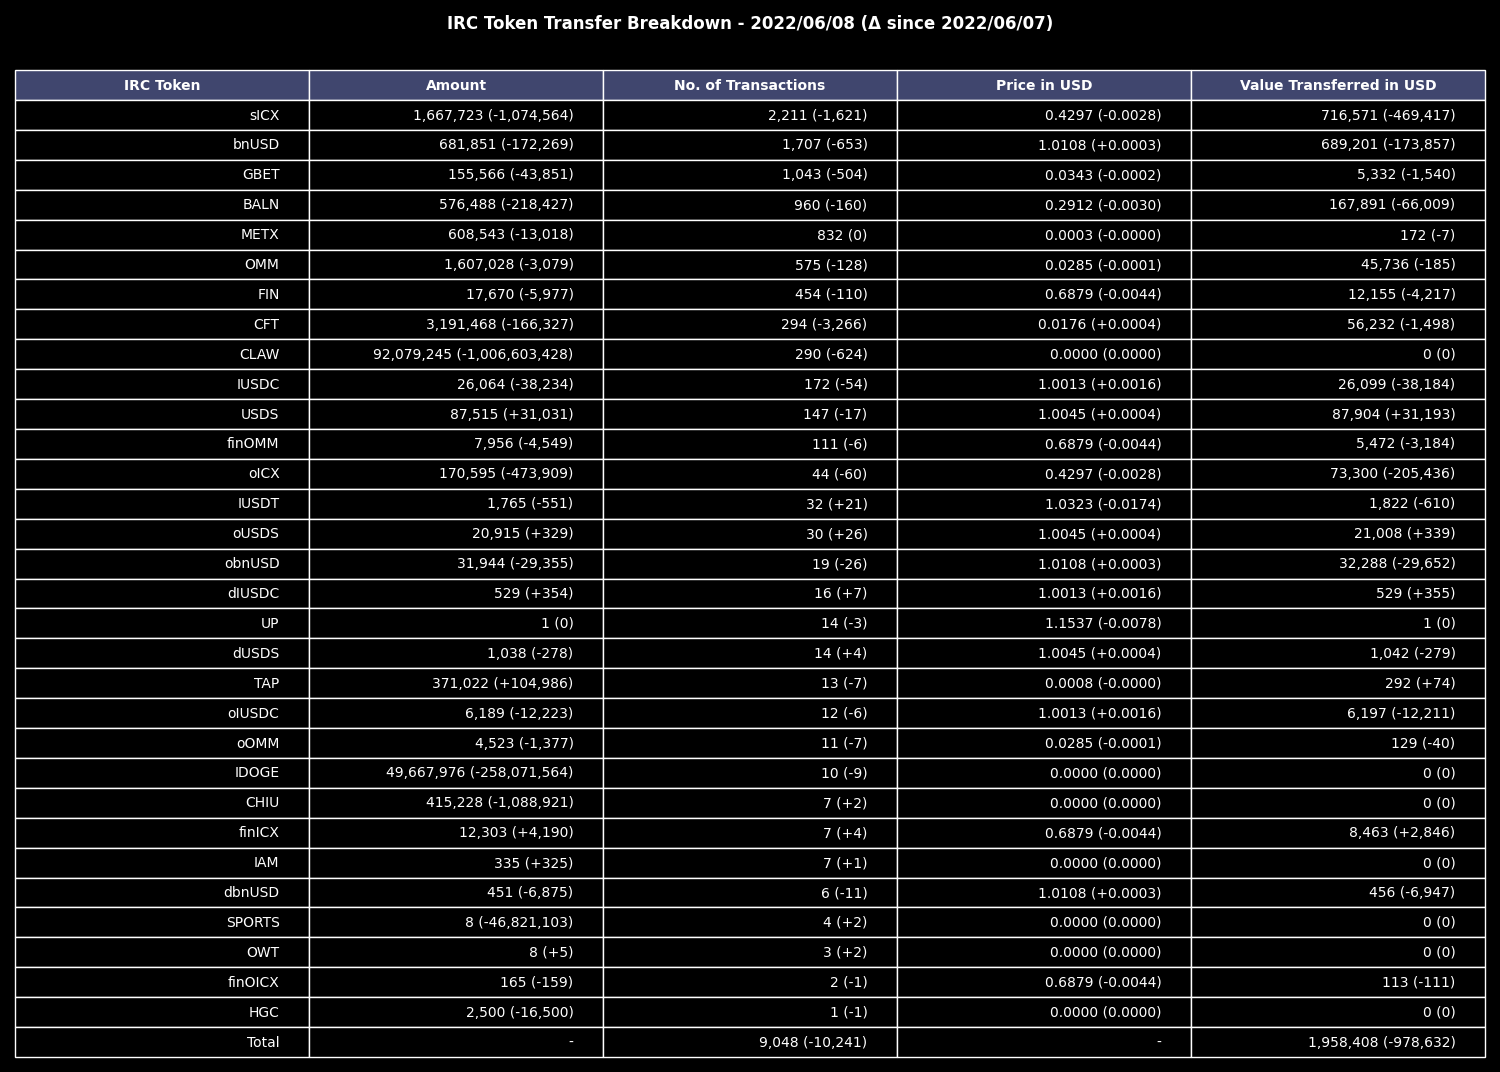 IRC Token Transfer Breakdown - 2022/06/08 (Δ since 2022/06/07)
IRC Token Amount No. of Transactions Price in USD Value Transferred in USD
sICX 1,667,723 (-1,074,564) 2,211 (-1,621) 0.4297 (-0.0028) 716,571 (-469,417)
bnUSD 681,851 (-172,269) 1,707 (-653) 1.0108 (+0.0003) 689,201 (-173,857)
GBET 155,566 (-43,851) 1,043 (-504) 0.0343 (-0.0002) 5,332 (-1,540)
BALN 576,488 (-218,427) 960 (-160) 0.2912 (-0.0030) 167,891 (-66,009)
METX 608,543 (-13,018) 832 (0) 0.0003 (-0.0000) 172 (-7)
OMM 1,607,028 (-3,079) 575 (-128) 0.0285 (-0.0001) 45,736 (-185)
FIN 17,670 (-5,977) 454 (-110) 0.6879 (-0.0044) 12,155 (-4,217)
CFT 3,191,468 (-166,327) 294 (-3,266) 0.0176 (+0.0004) 56,232 (-1,498)
CLAW 92,079,245 (-1,006,603,428) 290 (-624) 0.0000 (0.0000) 0 (0)
IUSDC 26,064 (-38,234) 172 (-54) 1.0013 (+0.0016) 26,099 (-38,184)
USDS 87,515 (+31,031) 147 (-17) 1.0045 (+0.0004) 87,904 (+31,193)
finOMM 7,956 (-4,549) 111 (-6) 0.6879 (-0.0044) 5,472 (-3,184)
oICX 170,595 (-473,909) 44 (-60) 0.4297 (-0.0028) 73,300 (-205,436)
IUSDT 1,765 (-551) 32 (+21) 1.0323 (-0.0174) 1,822 (-610)
oUSDS 20,915 (+329) 30 (+26) 1.0045 (+0.0004) 21,008 (+339)
obnUSD 31,944 (-29,355) 19 (-26) 1.0108 (+0.0003) 32,288 (-29,652)
dIUSDC 529 (+354) 16 (+7) 1.0013 (+0.0016) 529 (+355)
UP 1 (0) 14 (-3) 1.1537 (-0.0078) 1 (0)
dUSDS 1,038 (-278) 14 (+4) 1.0045 (+0.0004) 1,042 (-279)
TAP 371,022 (+104,986) 13 (-7) 0.0008 (-0.0000) 292 (+74)
oIUSDC 6,189 (-12,223) 12 (-6) 1.0013 (+0.0016) 6,197 (-12,211)
oOMM 4,523 (-1,377) 11 (-7) 0.0285 (-0.0001) 129 (-40)
IDOGE 49,667,976 (-258,071,564) 10 (-9) 0.0000 (0.0000) 0 (0)
CHIU 415,228 (-1,088,921) 7 (+2) 0.0000 (0.0000) 0 (0)
finICX 12,303 (+4,190) 7 (+4) 0.6879 (-0.0044) 8,463 (+2,846)
IAM 335 (+325) 7 (+1) 0.0000 (0.0000) 0 (0)
dbnUSD 451 (-6,875) 6 (-11) 1.0108 (+0.0003) 456 (-6,947)
SPORTS 8 (-46,821,103) 4 (+2) 0.0000 (0.0000) 0 (0)
OWT 8 (+5) 3 (+2) 0.0000 (0.0000) 0 (0)
finOICX 165 (-159) 2 (-1) 0.6879 (-0.0044) 113 (-111)
HGC 2,500 (-16,500) 1 (-1) 0.0000 (0.0000) 0 (0)
Total - 9,048 (-10,241) - 1,958,408 (-978,632)